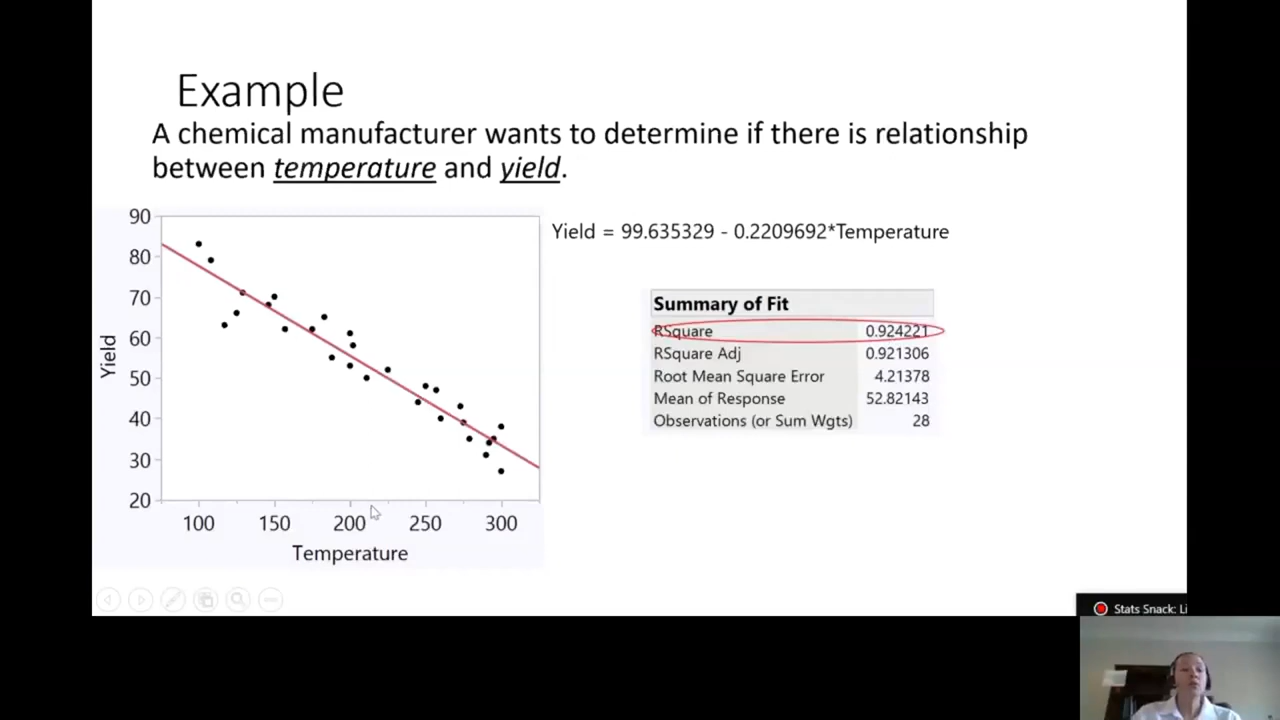 Example
A chemical manufacturer wants to determine if there is relationship
between temperature and yield.
Yield = 99.635329 - 0.2209692*Temperature
90
80
70
60
50
40
30
20
Yield
100 150 200 250 300
Temperature
Summary of Fit
RSquare 0.924221
RSquare Adj 0.921306
Root Mean Square Error 4.21378
Mean of Response 52.82143
Observations (or Sum Wgts) 28
Stats Snack: Li